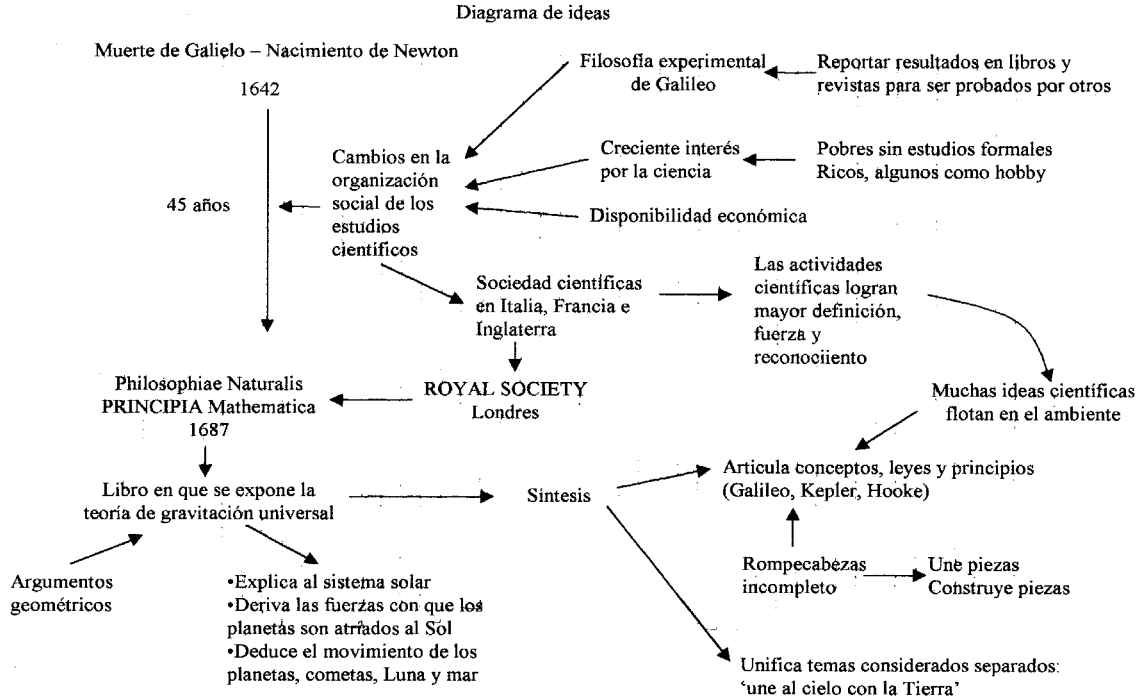 Diagrama de ideas
Muerte de Galielo – Nacimiento de Newton
1642
Filosofía experimental
de Galileo
Reportar resultados en libros y
revistas para ser probados por otros
Cambios en la
organización
social de los
estudios
científicos
Creciente interés
por la ciencia
Pobres sin estudios formales
Ricos, algunos como hobby
45 años
Disponibilidad económica
Sociedad científicas
en Italia, Francia e
Inglaterra
Las actividades
científicas logran
mayor definición,
fuerza y
reconociiento
Philosophiae Naturalis
PRINCIPIA Mathematica
1687
ROYAL SOCIETY
Londres
Muchas ideas científicas
flotan en el ambiente
Libro en que se expone la
teoría de gravitación universal
Síntesis
Articula conceptos, leyes y principios
(Galileo, Kepler, Hooke)
Argumentos
geométricos
•Explica al sistema solar
•Deriva las fuerzas con que los
planetas son atriados al Sol
•Deduce el movimiento de los
planetas, cometas, Luna y mar
Rompecabezas
incompleto
Une piezas
Construye piezas
Unifica temas considerados separados:
‘une al cielo con la Tierra’